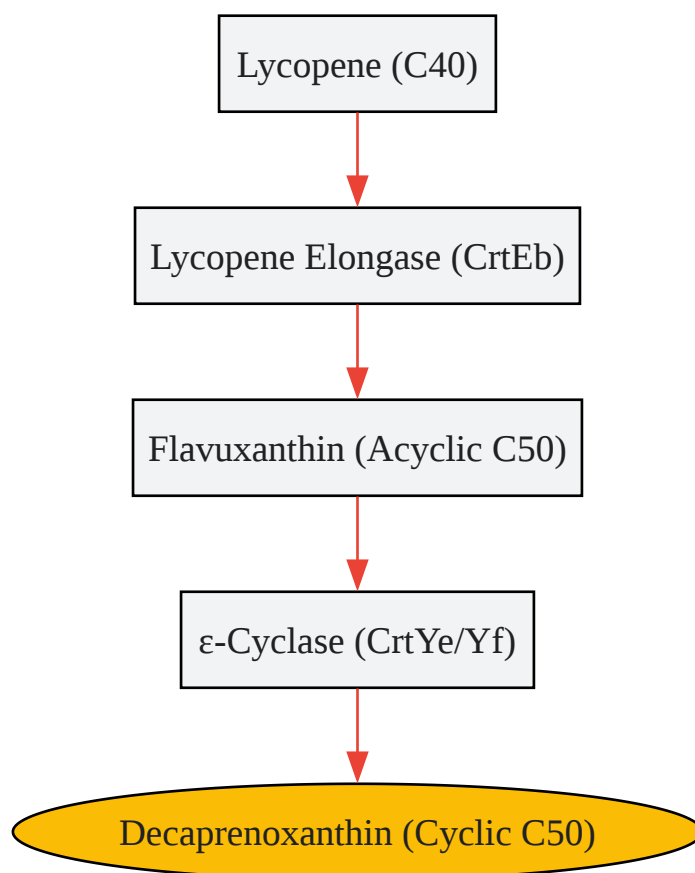 Lycopene (C40)
Lycopene Elongase (CrtEb)
Flavuxanthin (Acyclic C50)
ε-Cyclase (CrtYe/Yf)
Decaprenoxanthin (Cyclic C50)